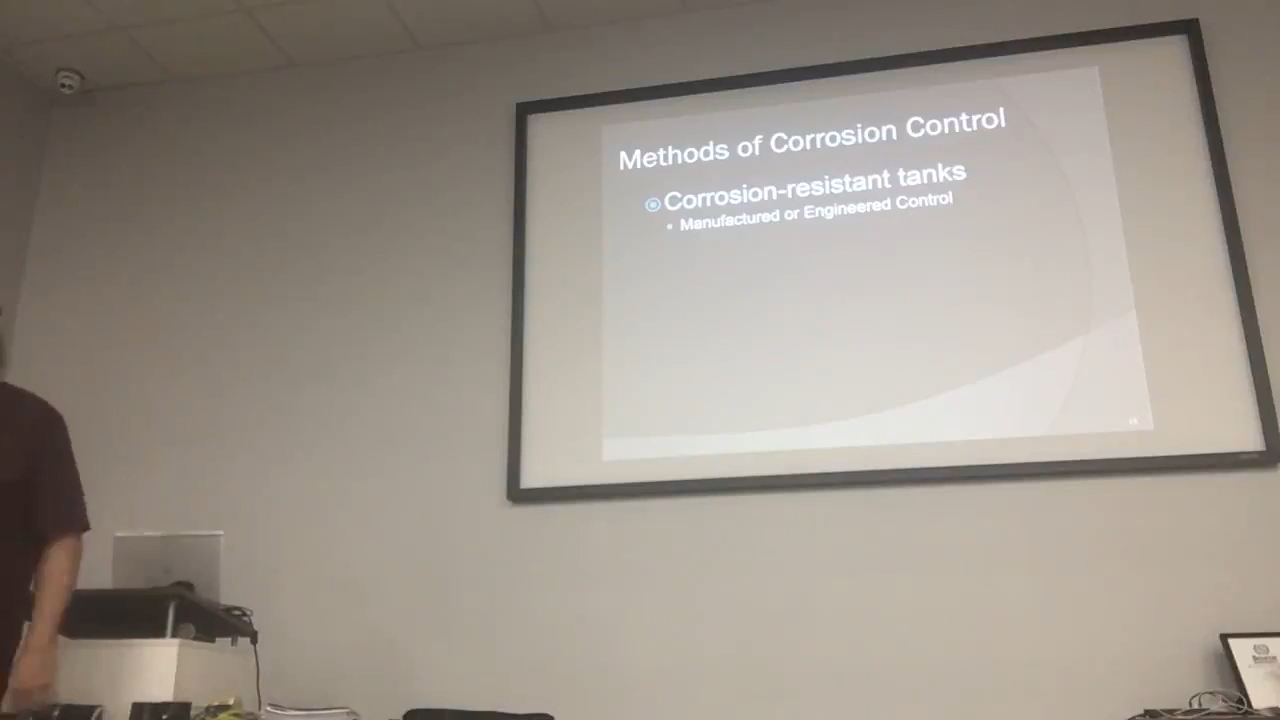 Methods of Corrosion Control
Corrosion-resistant tanks
Manufactured or Engineered Control